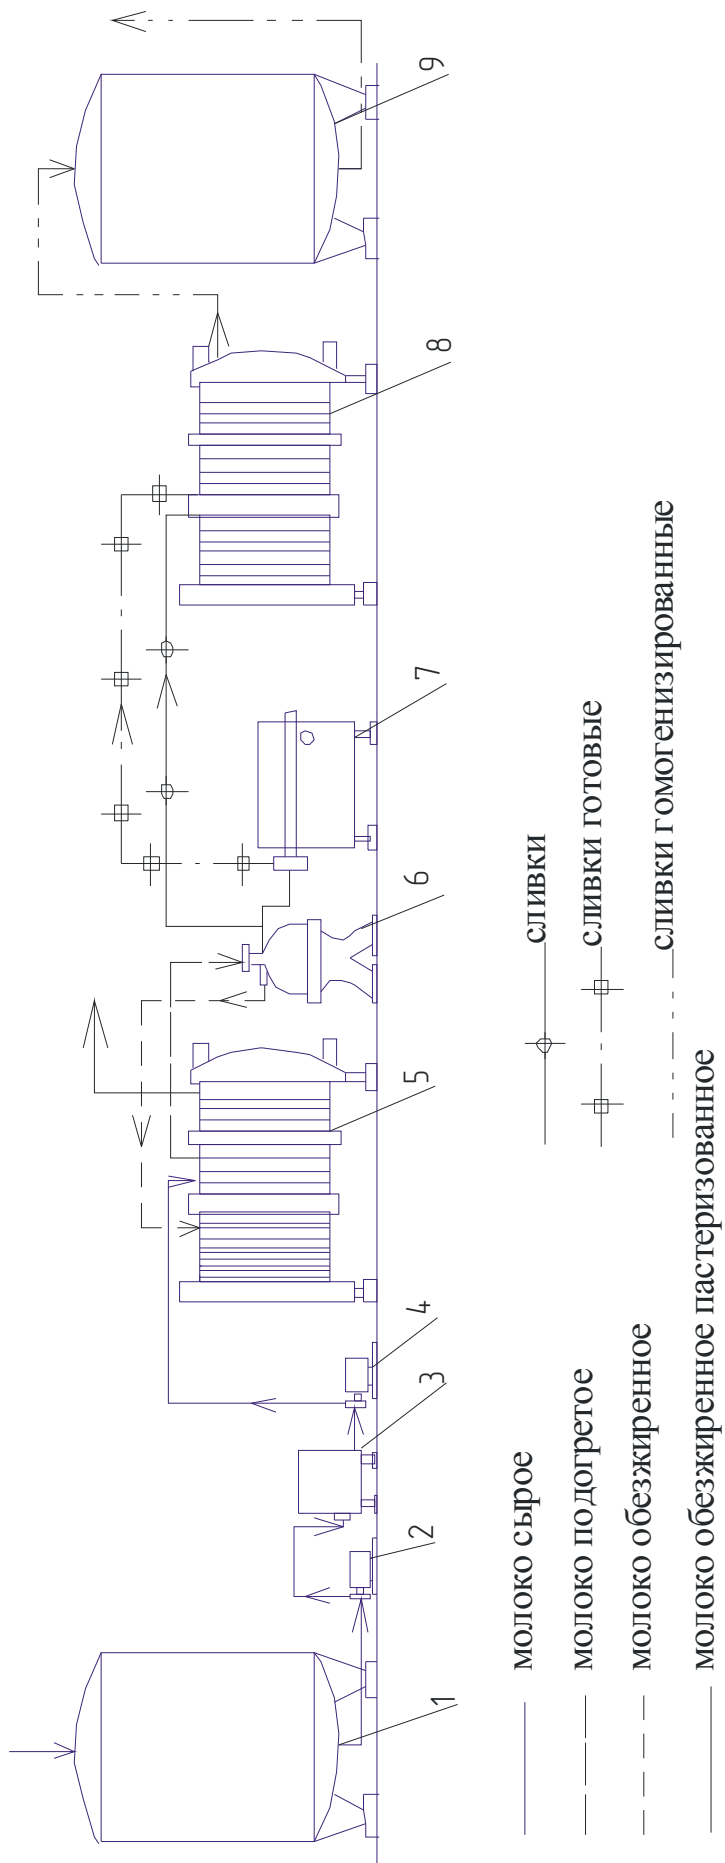 1
2
3
4
5
6
7
8
9
молоко сырое
молоко подогретое
молоко обезжиренное
молоко обезжиренное пастеризованное
сливки
сливки готовые
сливки гомогенизированные